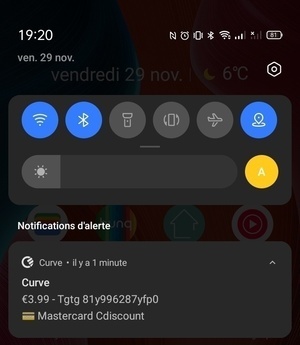 19:20
81
ven. 29 nov.
vendredi 29 nov. 6°C
A
Notifications d'alerte
Curve • il y a 1 minute
Curve
€3.99 - Tgtg 81y996287yfp0
Mastercard Cdiscount